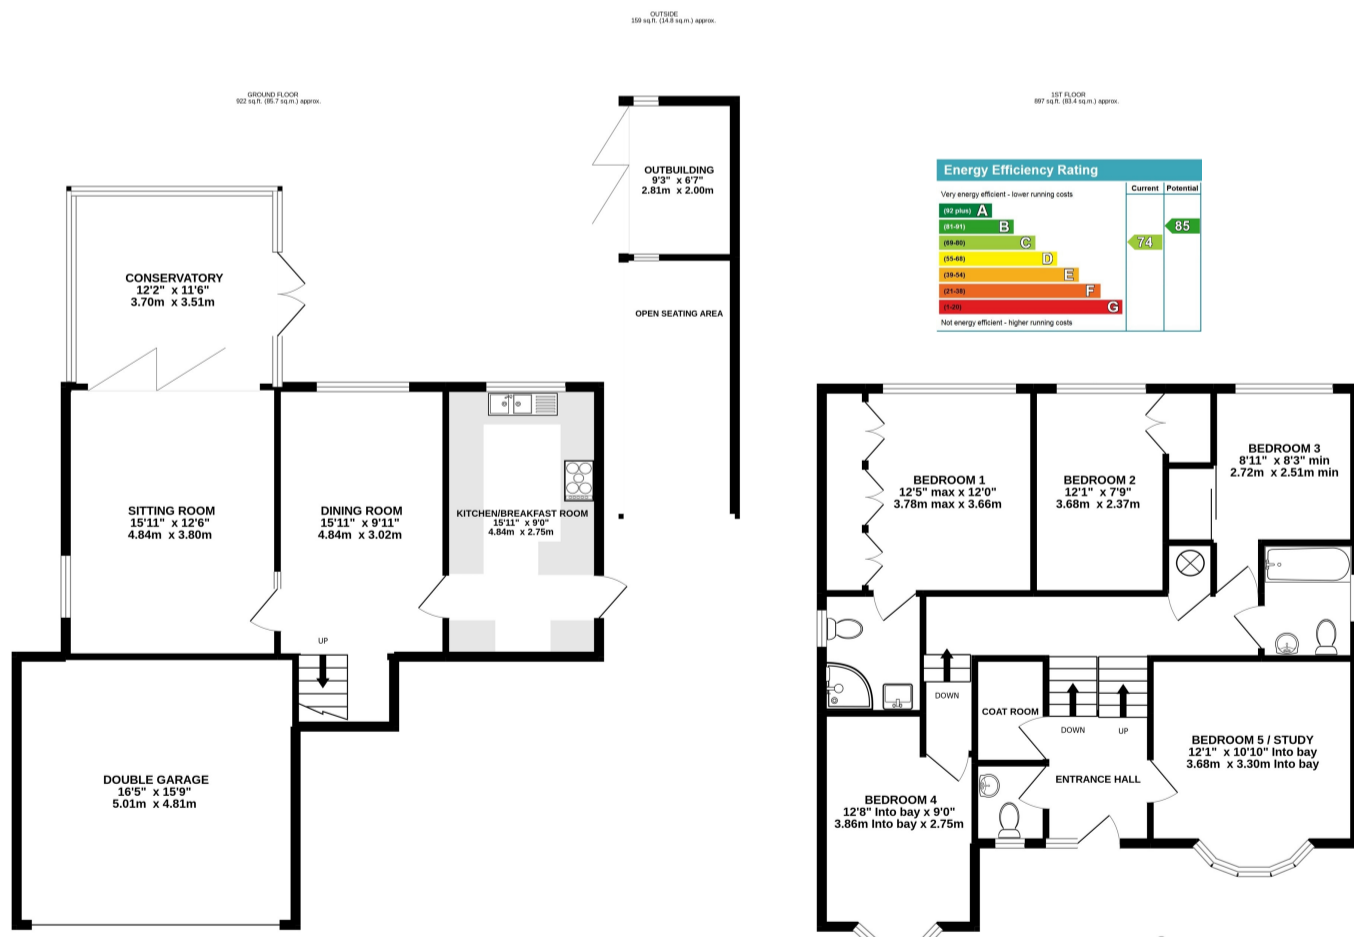 OUTSIDE
159 sq.ft. (14.8 sq.m.) approx.
GROUND FLOOR
922 sq.ft. (85.7 sq.m.) approx.
1ST FLOOR
897 sq.ft. (83.4 sq.m.) approx.
OUTBUILDING
9'3" x 6'7"
2.81m x 2.00m
OPEN SEATING AREA
CONSERVATORY
12'2" x 11'6"
3.70m x 3.51m
SITTING ROOM
15'11" x 12'6"
4.84m x 3.80m
DINING ROOM
15'11" x 9'11"
4.84m x 3.02m
KITCHEN/BREAKFAST ROOM
15'11" x 9'0"
4.84m x 2.75m
UP
DOUBLE GARAGE
16'5" x 15'9"
5.01m x 4.81m
Energy Efficiency Rating
Current Potential
Very energy efficient - lower running costs
(92 plus) A
(81-91) B
(69-80) C
(55-68) D
(39-54) E
(21-38) F
(1-20) G
74
85
Not energy efficient - higher running costs
BEDROOM 1
12'5" max x 12'0"
3.78m max x 3.66m
BEDROOM 2
12'1" x 7'9"
3.68m x 2.37m
BEDROOM 3
8'11" x 8'3" min
2.72m x 2.51m min
DOWN
COAT ROOM
DOWN
UP
ENTRANCE HALL
BEDROOM 5 / STUDY
12'1" x 10'10" Into bay
3.68m x 3.30m Into bay
BEDROOM 4
12'8" Into bay x 9'0"
3.86m Into bay x 2.75m